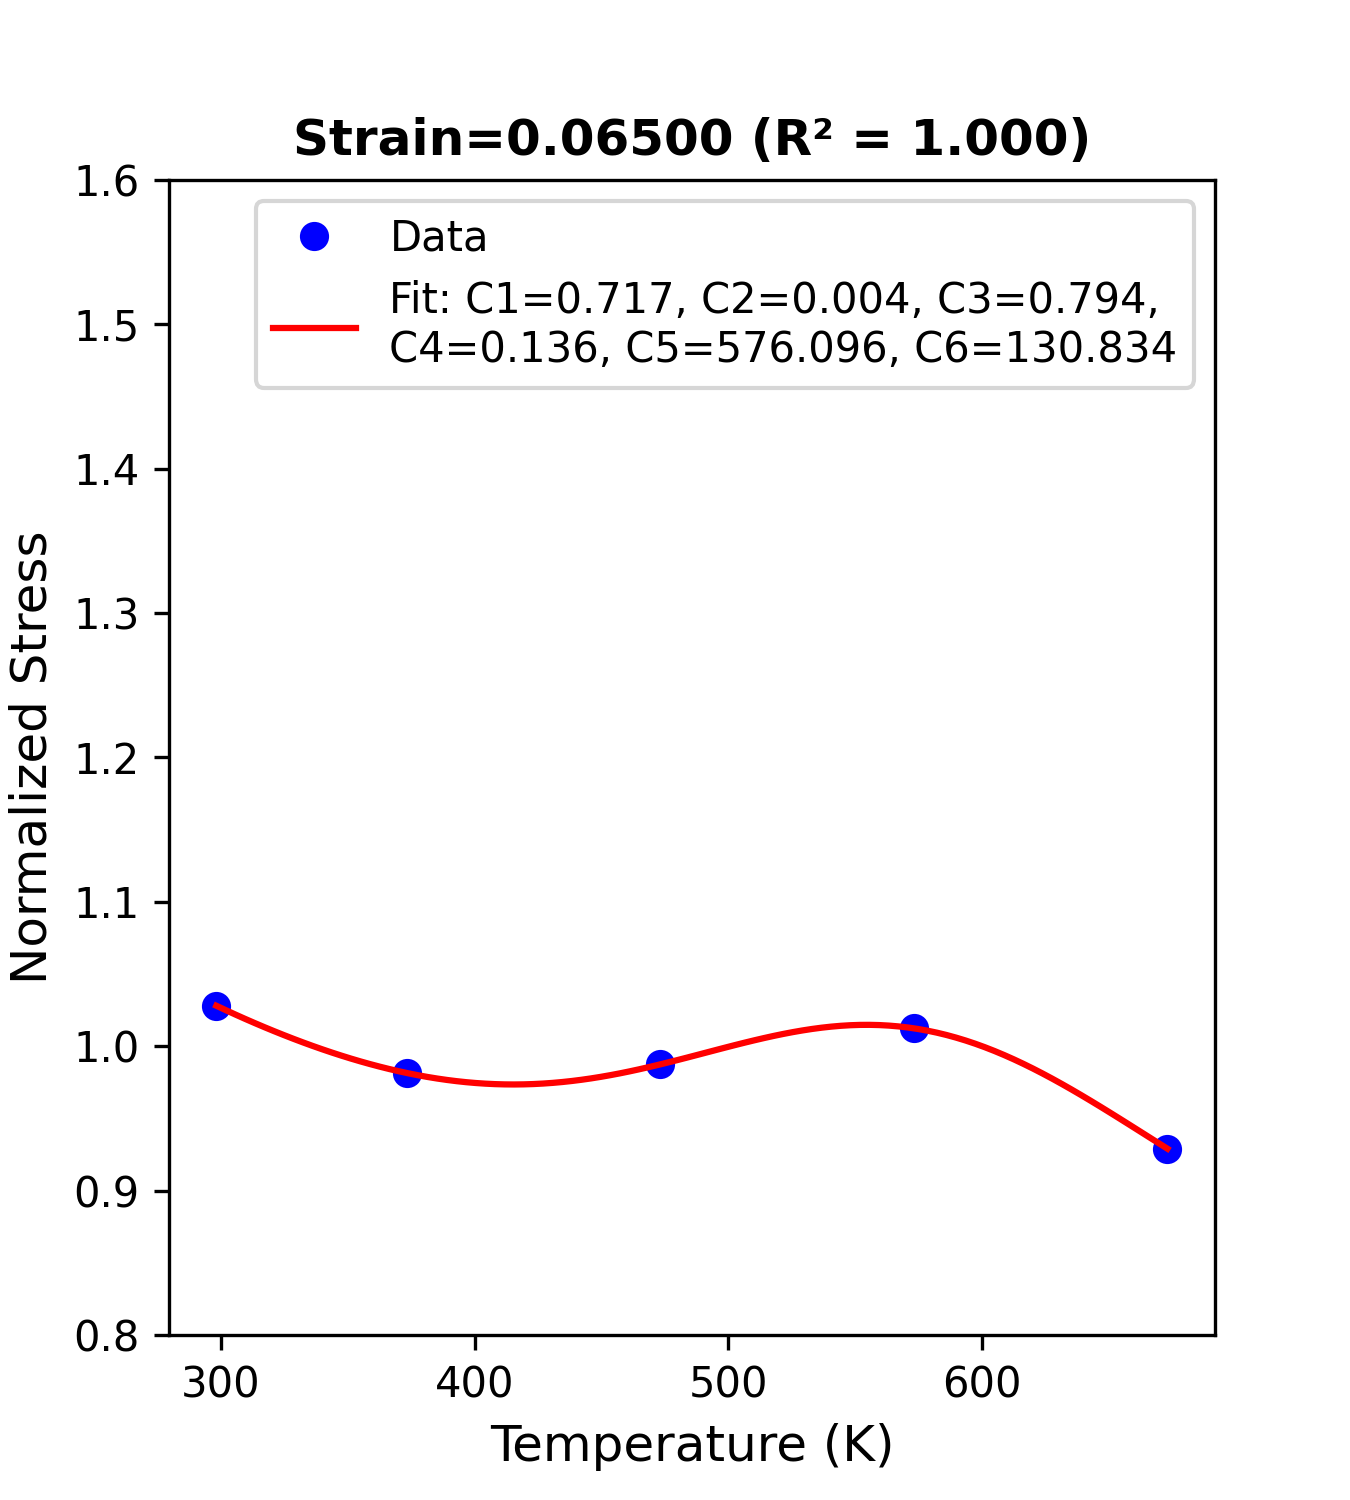 Strain=0.06500 (R² = 1.000)
1.6
1.5
1.4
1.3
1.2
1.1
1.0
0.9
0.8
Normalized Stress
Data
Fit: C1=0.717, C2=0.004, C3=0.794,
C4=0.136, C5=576.096, C6=130.834
300 400 500 600
Temperature (K)